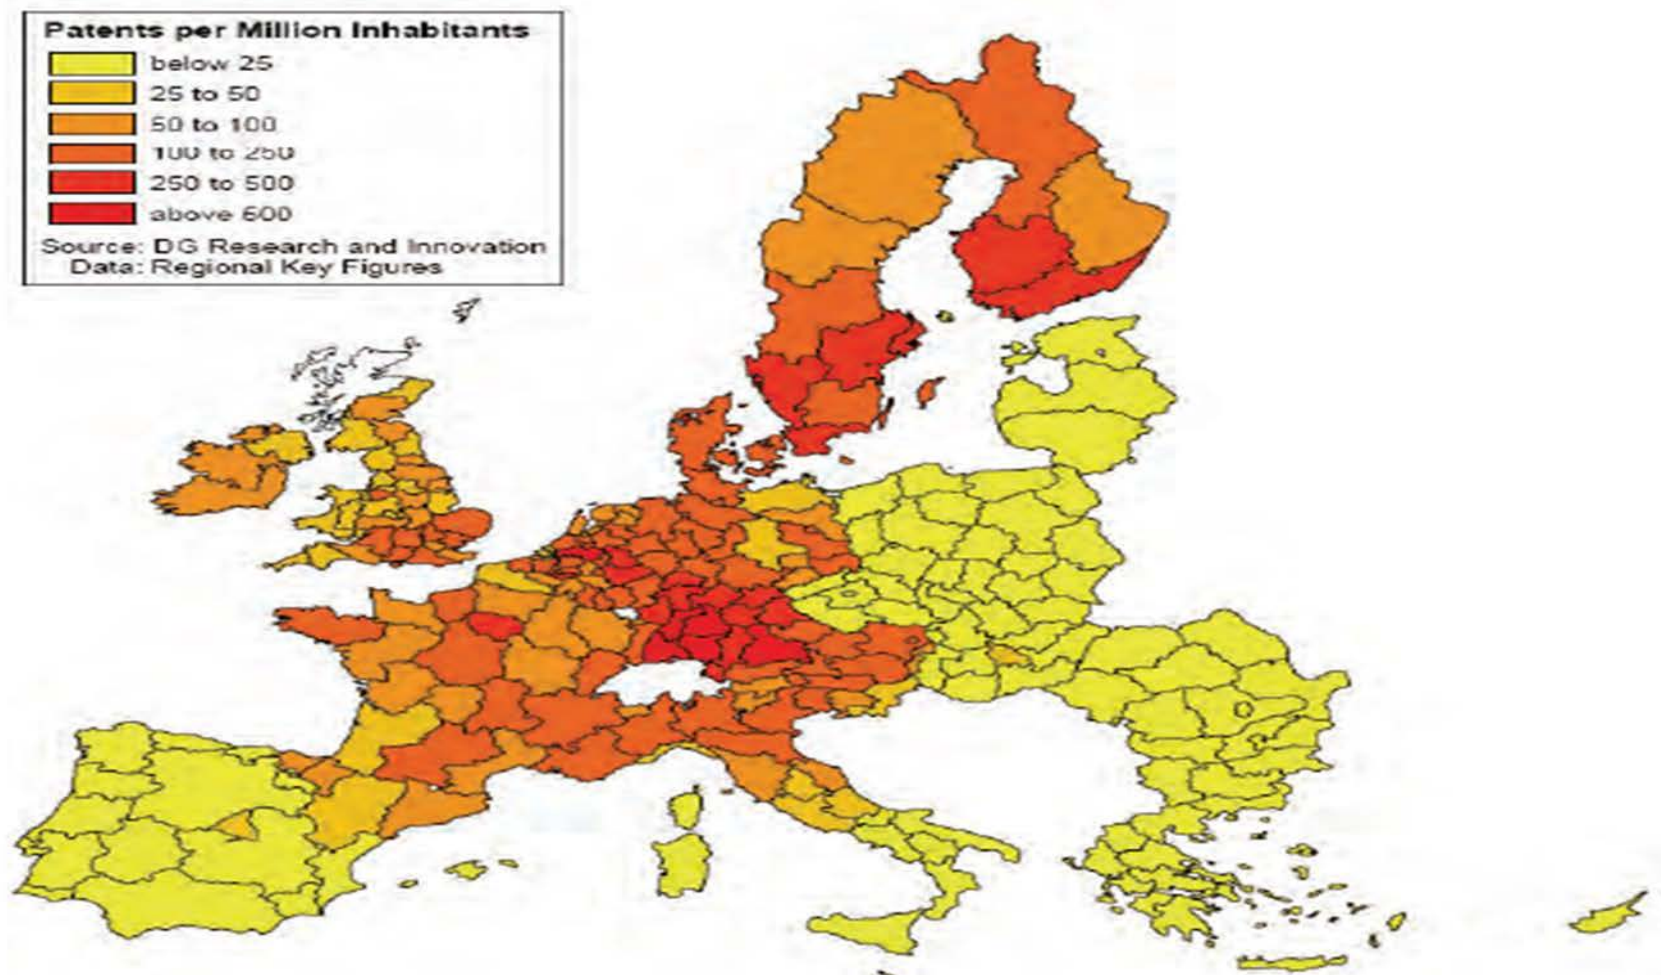 Patents per Million Inhabitants
below 25
25 to 50
50 to 100
100 to 250
250 to 500
above 500
Source: DG Research and Innovation
Data: Regional Key Figures